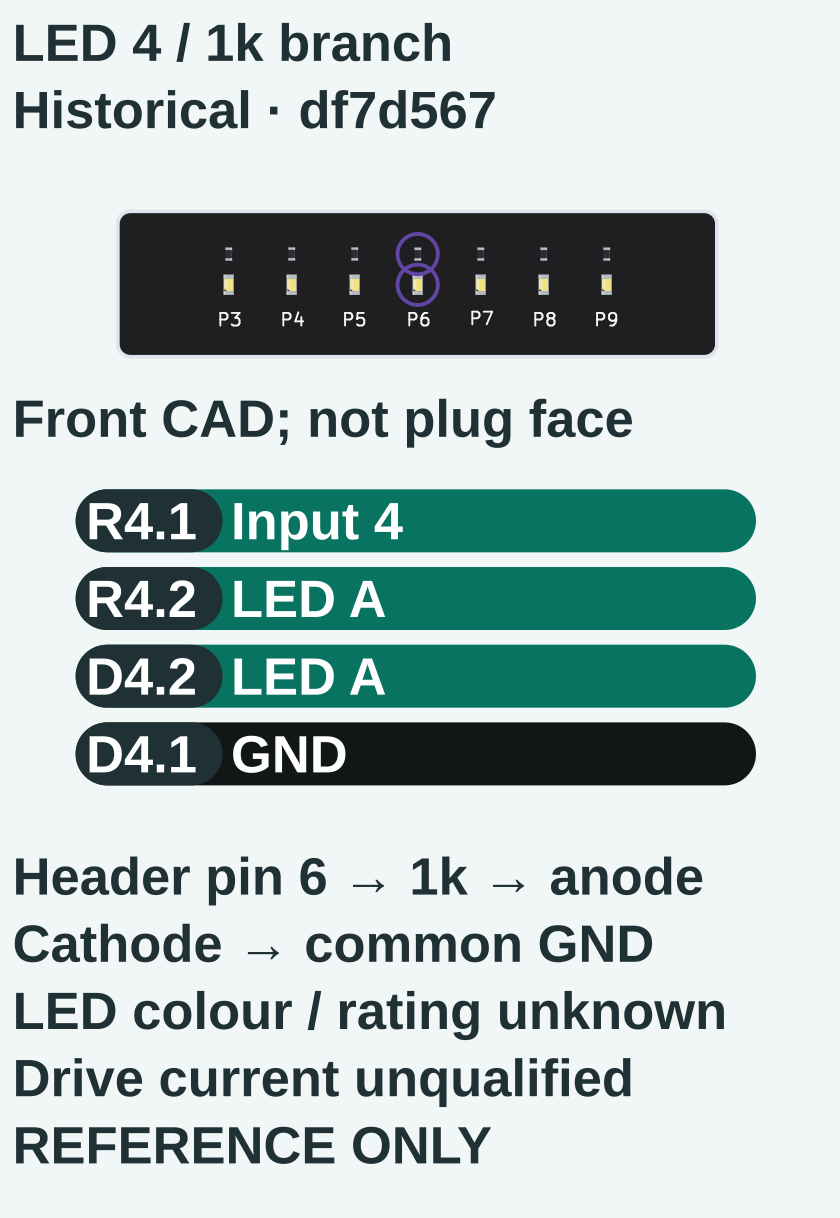 LED 4 / 1k branch
Historical · df7d567
P3 P4 P5 P6 P7 P8 P9
Front CAD; not plug face
R4.1 Input 4
R4.2 LED A
D4.2 LED A
D4.1 GND
Header pin 6 → 1k → anode
Cathode → common GND
LED colour / rating unknown
Drive current unqualified
REFERENCE ONLY